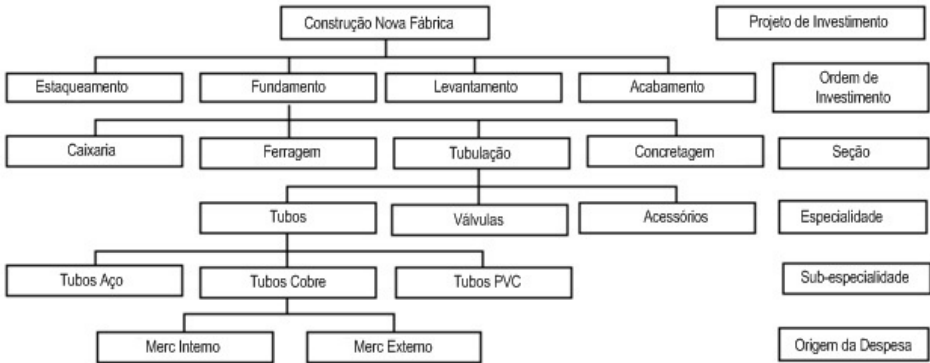 Construção Nova Fábrica
Projeto de Investimento
Estaqueamento
Fundamento
Levantamento
Acabamento
Ordem de
Investimento
Caixaria
Ferragem
Tubulação
Concretagem
Seção
Tubos
Válvulas
Acessórios
Especialidade
Tubos Aço
Tubos Cobre
Tubos PVC
Sub-especialidade
Merc Interno
Merc Externo
Origem da Despesa